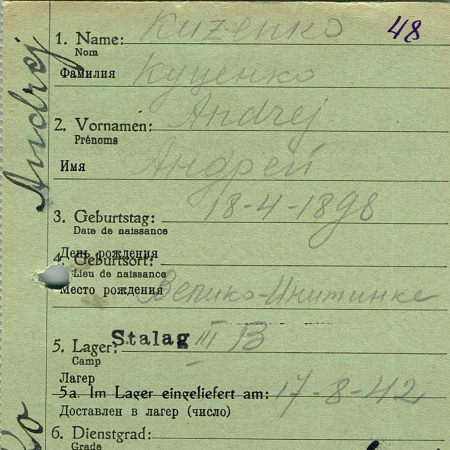 1. Name: Kuzenko 48
Nom
Фамилия Куценко
Andrej
2. Vornamen: Andrej
Prénoms
Имя Андрей
3. Geburtstag: 18-4-1898
Date de naissance
День рождения
4. Geburtsort:
Lieu de naissance
Место рождения Велико-
5. Lager: Stalag III B
Camp
Лагер
5a. Im Lager eingeliefert am: 17-8-42
Доставлен в лагер (число)
6. Dienstgrad:
Grade